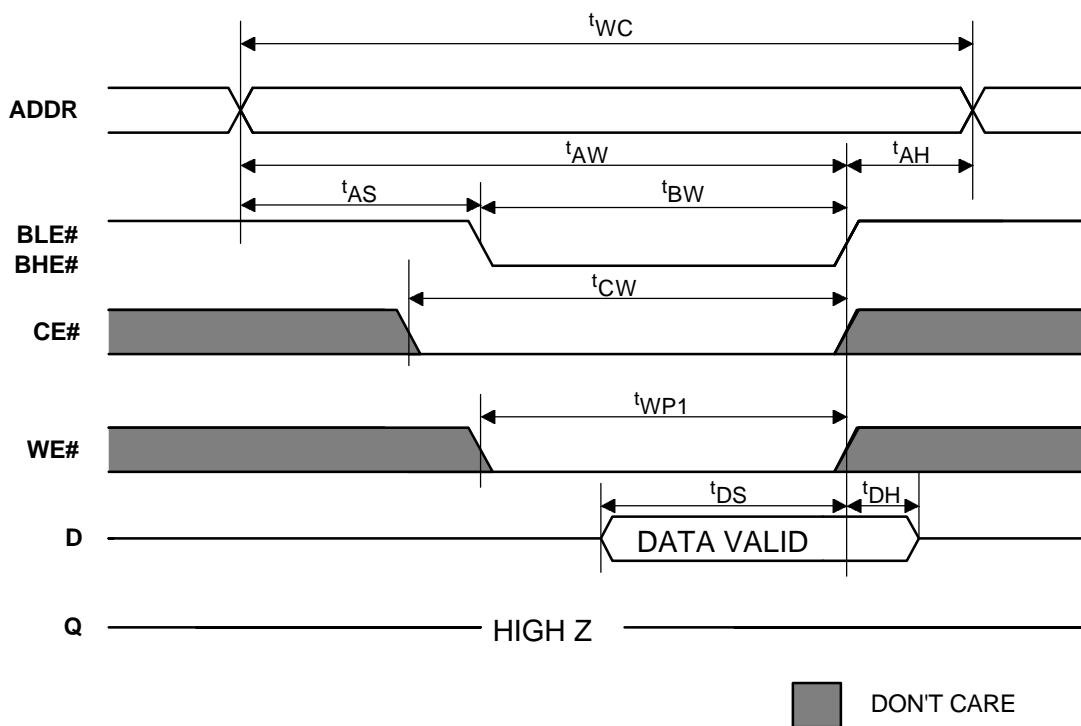 tWC
ADDR
tAW tAH
tAS tBW
BLE#
BHE#
tCW
CE#
tWP1
WE#
tDS tDH
D DATA VALID
Q HIGH Z
DON'T CARE